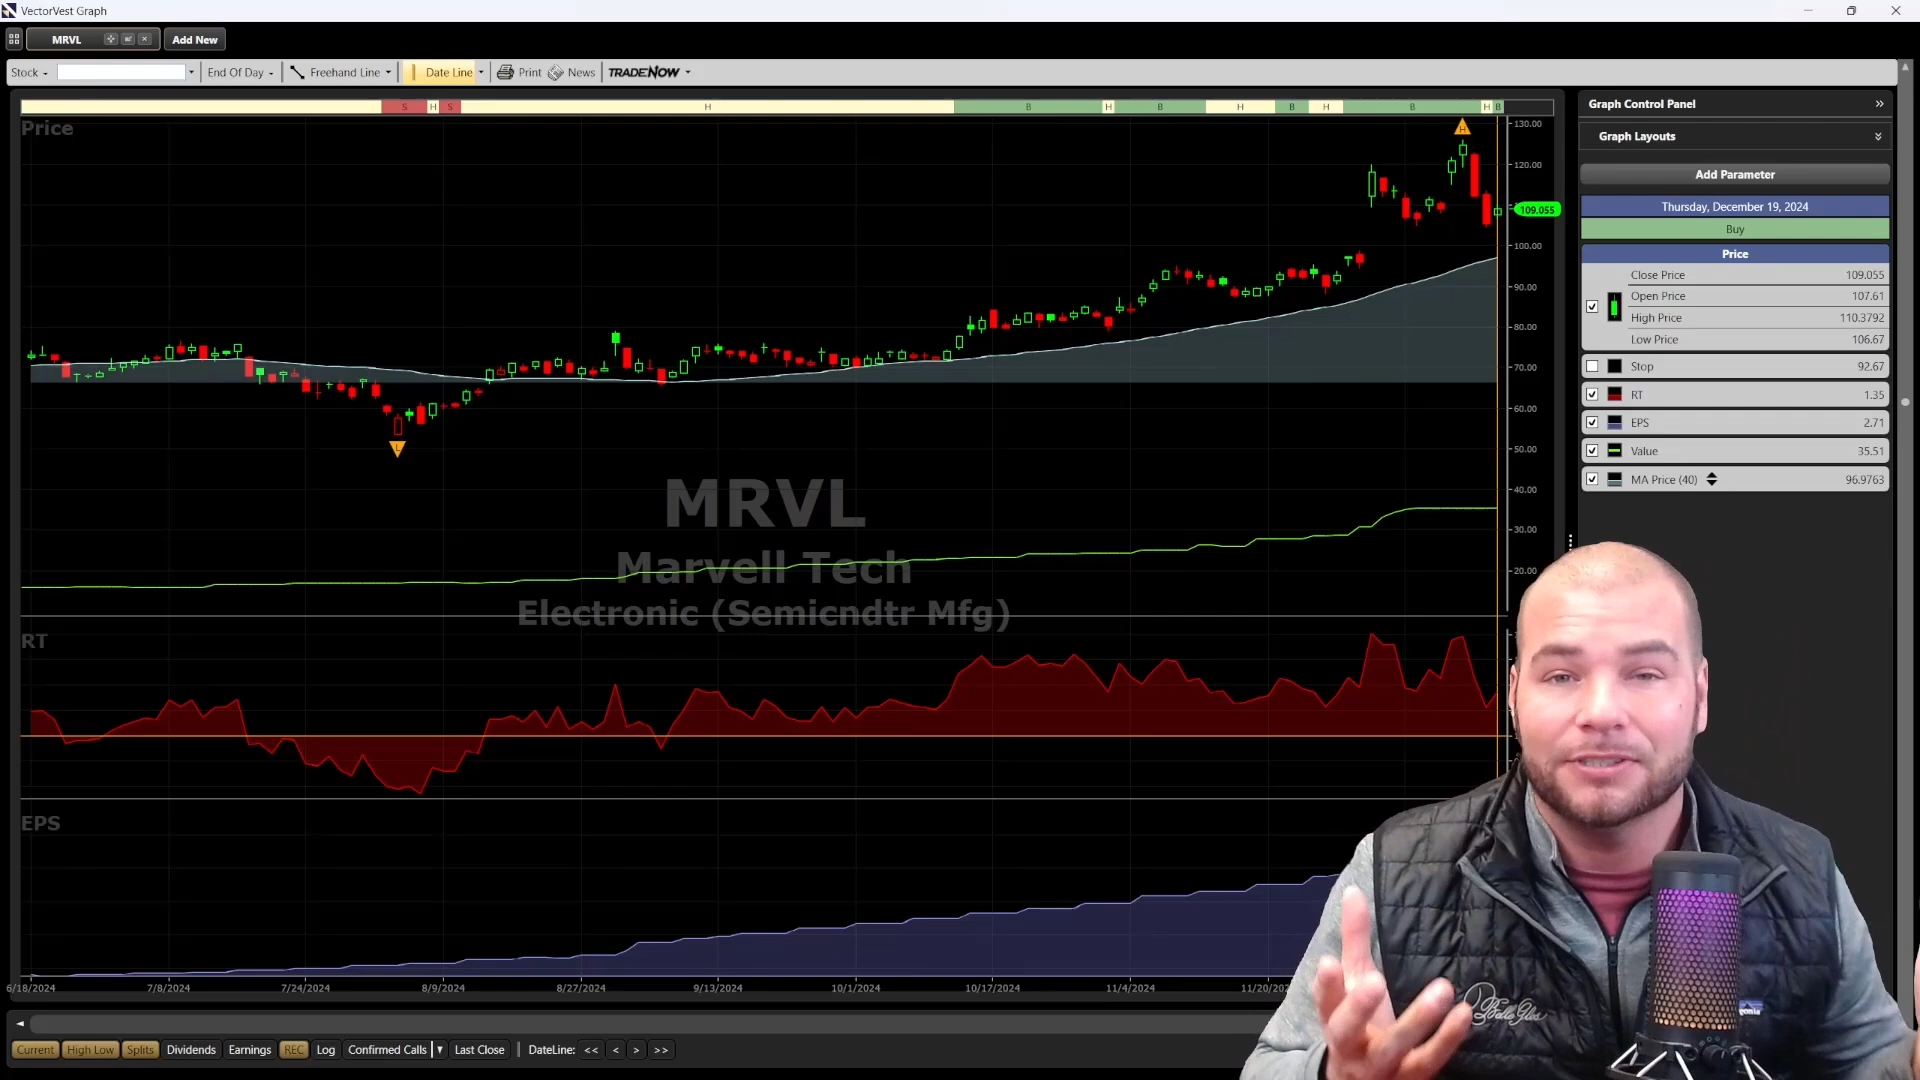 VectorVest Graph
MRVL
Add New
Stock
End Of Day
Freehand Line
Date Line
Print
News
TRADENOW
S H S H B H B H B H B H B
Price
130.00
120.00
109.055
100.00
90.00
80.00
70.00
60.00
50.00
40.00
30.00
20.00
H
L
MRVL
Marvell Tech
Electronic (Semicndtr Mfg)
RT
EPS
6/18/2024 7/8/2024 7/24/2024 8/9/2024 8/27/2024 9/13/2024 10/1/2024 10/17/2024 11/4/2024 11/20/20
Graph Control Panel
Graph Layouts
Add Parameter
Thursday, December 19, 2024
Buy
Price
Close Price 109.055
Open Price 107.61
High Price 110.3792
Low Price 106.67
Stop 92.67
RT 1.35
EPS 2.71
Value 35.51
MA Price (40) 96.9763
Current High Low Splits Dividends Earnings REC Log Confirmed Calls Last Close DateLine: << < > >>